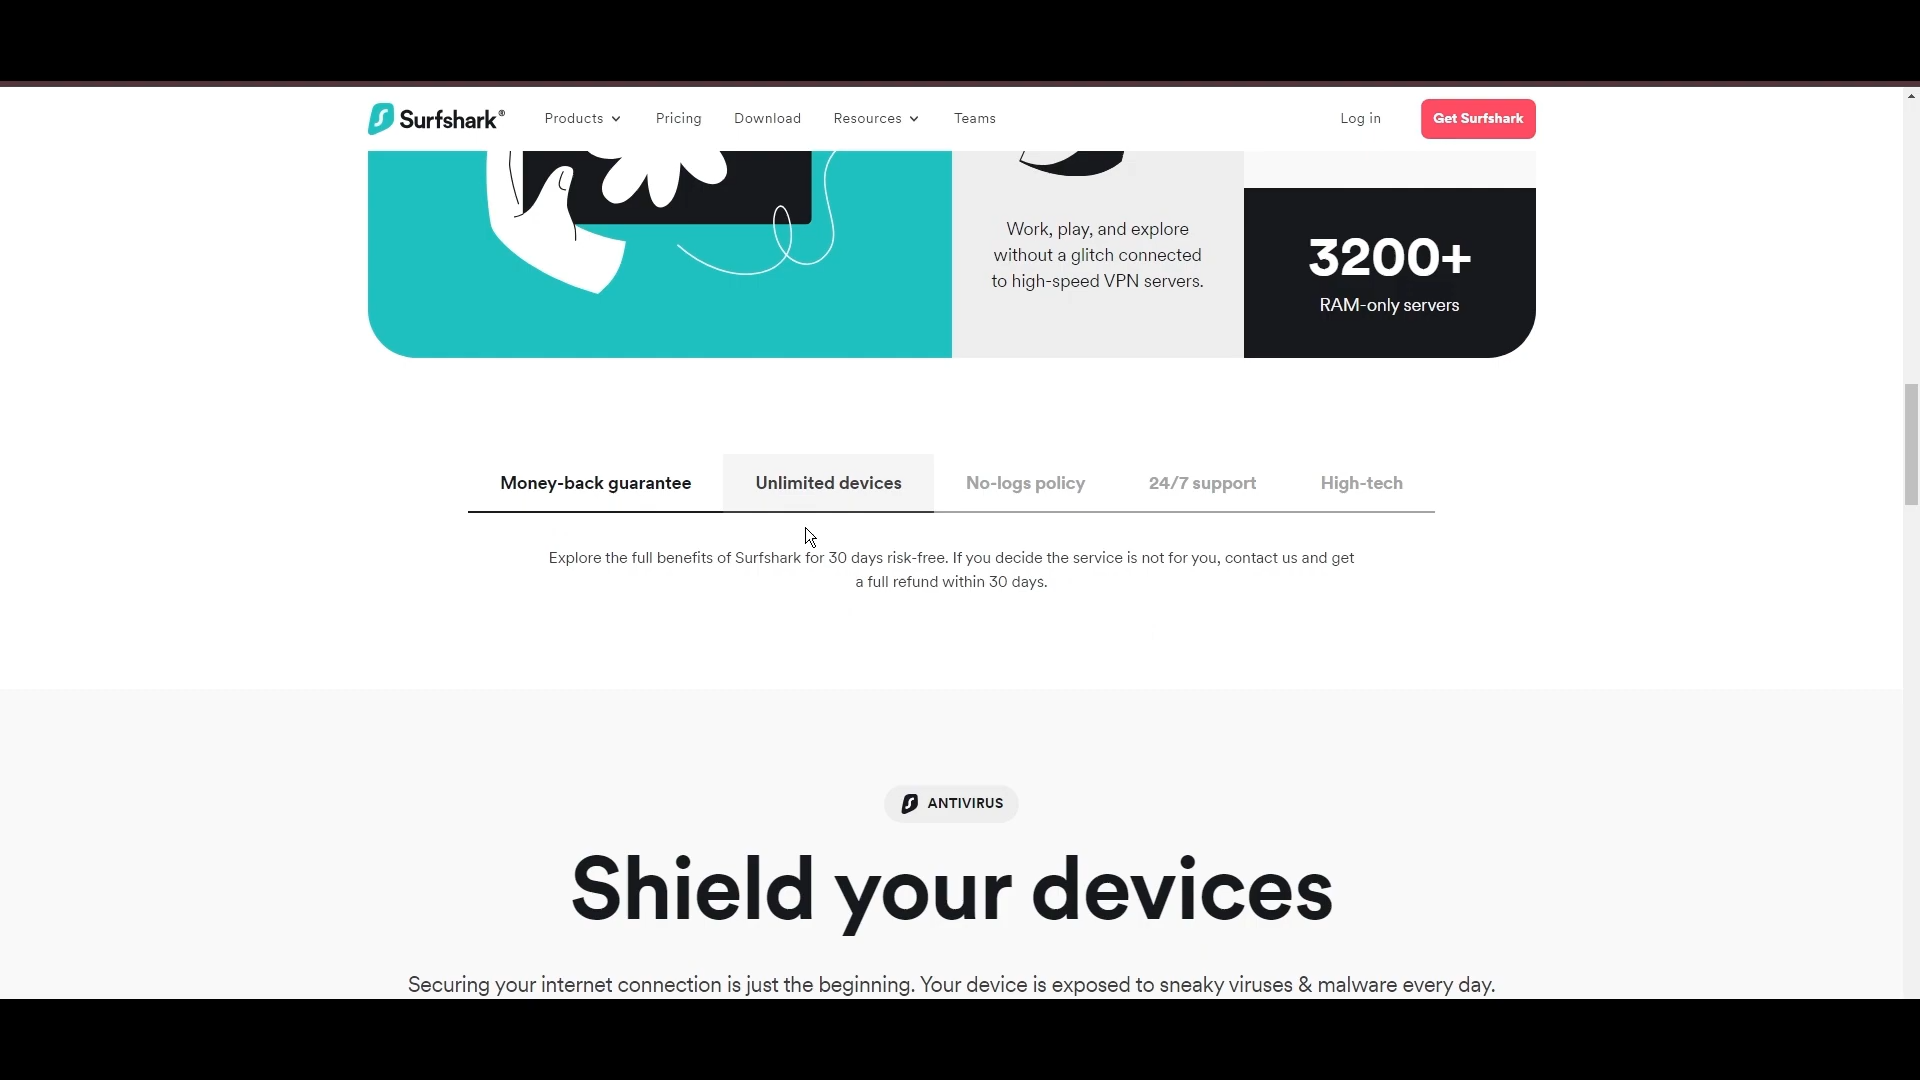 Surfshark®
Products
Pricing
Download
Resources
Teams
Log in
Get Surfshark
Work, play, and explore
without a glitch connected
to high-speed VPN servers.
3200+
RAM-only servers
Money-back guarantee
Unlimited devices
No-logs policy
24/7 support
High-tech
Explore the full benefits of Surfshark for 30 days risk-free. If you decide the service is not for you, contact us and get
a full refund within 30 days.
ANTIVIRUS
Shield your devices
Securing your internet connection is just the beginning. Your device is exposed to sneaky viruses & malware every day.